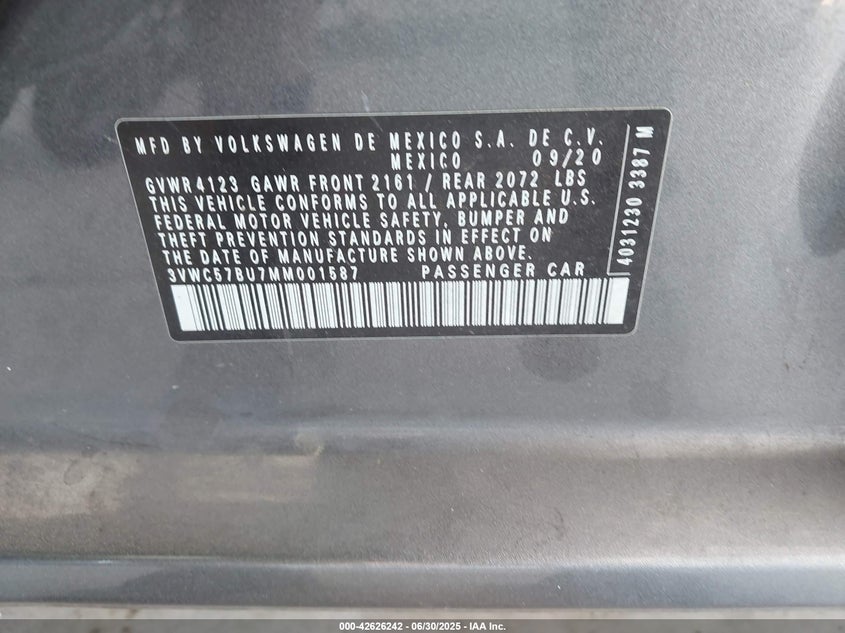 MFD BY VOLKSWAGEN DE MEXICO S.A. DE C.V.
MEXICO 09/20
GVWR 4123 GAWR FRONT 2161 / REAR 2072 LBS
THIS VEHICLE CONFORMS TO ALL APPLICABLE U.S.
FEDERAL MOTOR VEHICLE SAFETY, BUMPER AND
THEFT PREVENTION STANDARDS IN EFFECT ON
THE DATE OF MANUFACTURE SHOWN ABOVE.
3VWC57BU7MM001587 PASSENGER CAR
4031230 3387 M
000-42626242 - 06/30/2025 - IAA Inc.